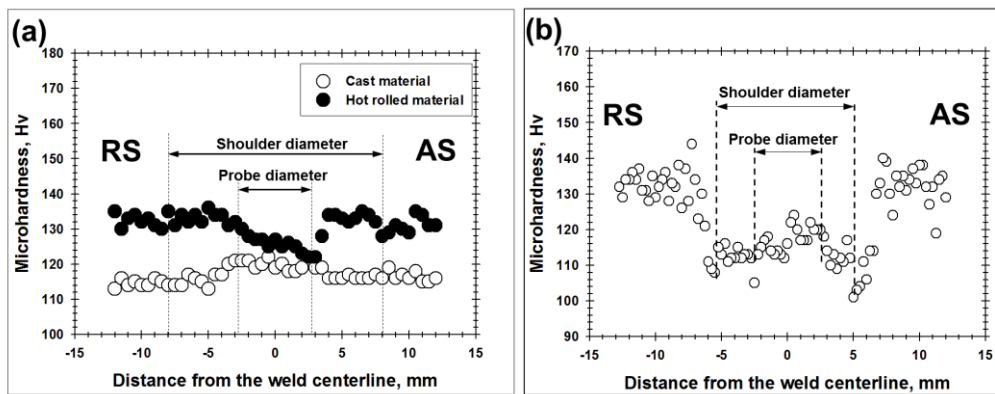 (a)
180
170
160
150
140
130
120
110
100
Microhardness, Hv
Cast material
Hot rolled material
RS
AS
Shoulder diameter
Probe diameter
-15
-10
-5
0
5
10
15
Distance from the weld centerline, mm
(b)
170
160
150
140
130
120
110
100
90
Microhardness, Hv
Shoulder diameter
RS
AS
Probe diameter
-15
-10
-5
0
5
10
15
Distance from the weld centerline, mm